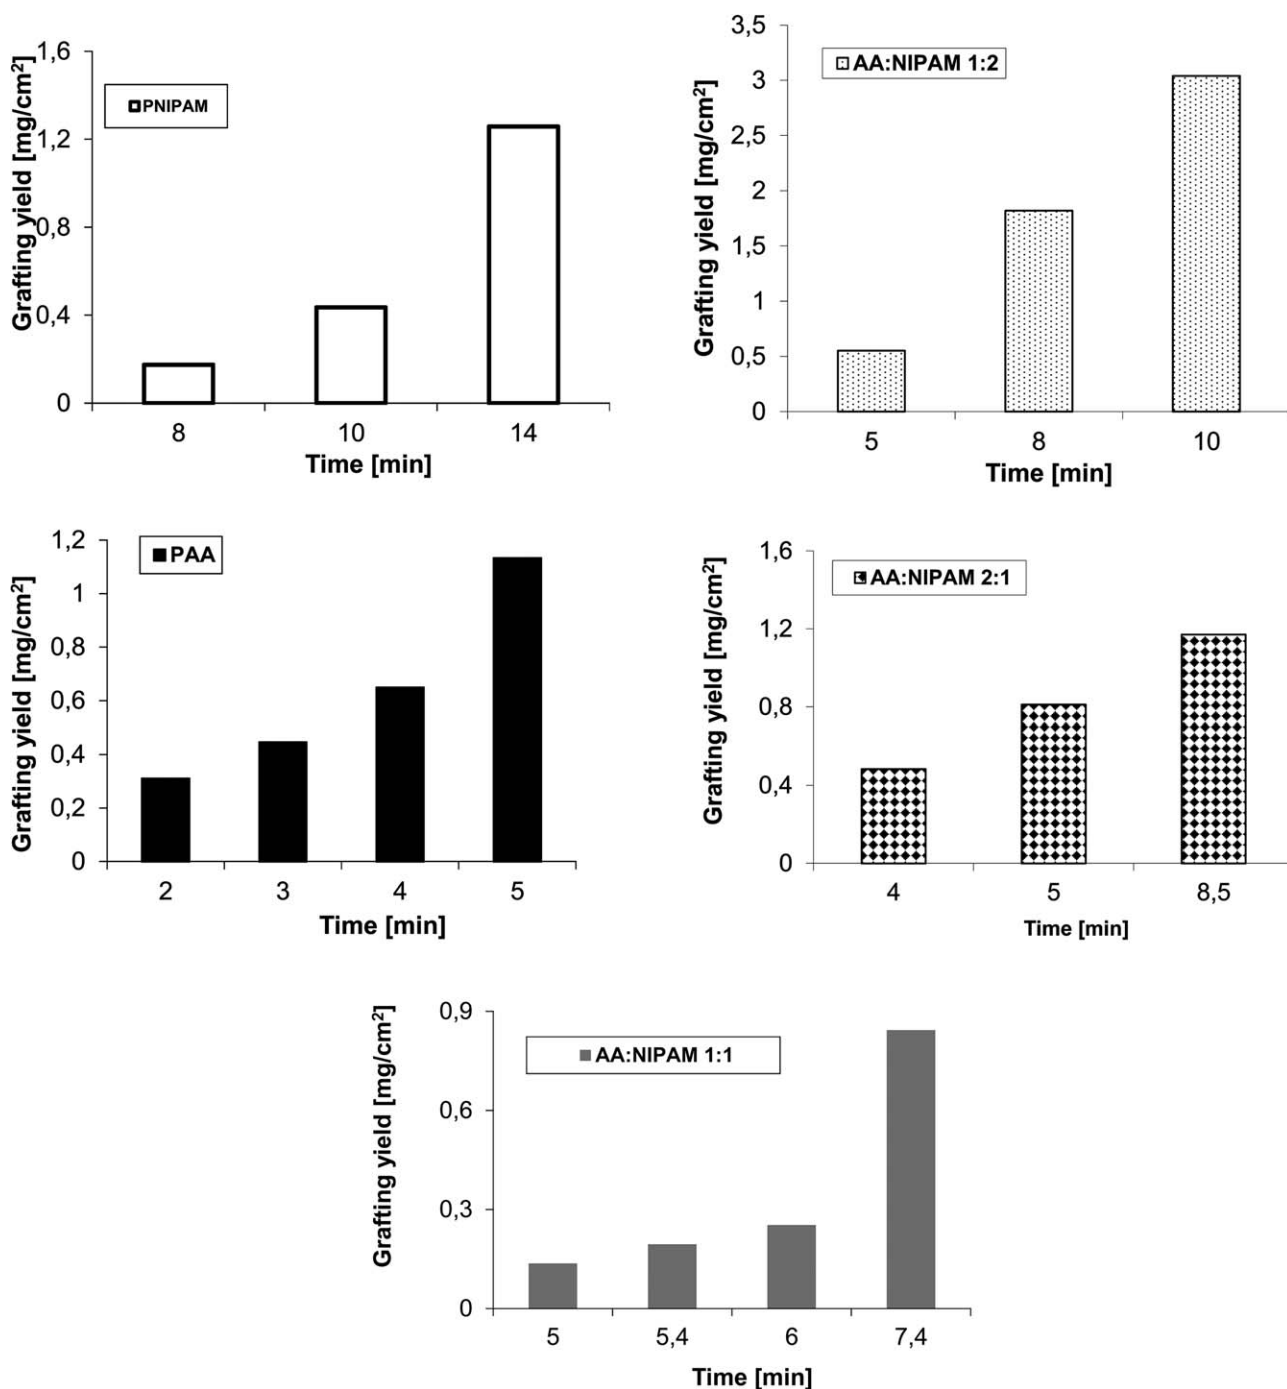 Grafting yield [mg/cm²]
1,6
1,2
0,8
0,4
0
PNIPAM
8 10 14
Time [min]
Grafting yield [mg/cm²]
3,5
3
2,5
2
1,5
1
0,5
0
AA:NIPAM 1:2
5 8 10
Time [min]
Grafting yield [mg/cm²]
1,2
1
0,8
0,6
0,4
0,2
0
PAA
2 3 4 5
Time [min]
Grafting yield [mg/cm²]
1,6
1,2
0,8
0,4
0
AA:NIPAM 2:1
4 5 8,5
Time [min]
Grafting yield [mg/cm²]
0,9
0,6
0,3
0
AA:NIPAM 1:1
5 5,4 6 7,4
Time [min]